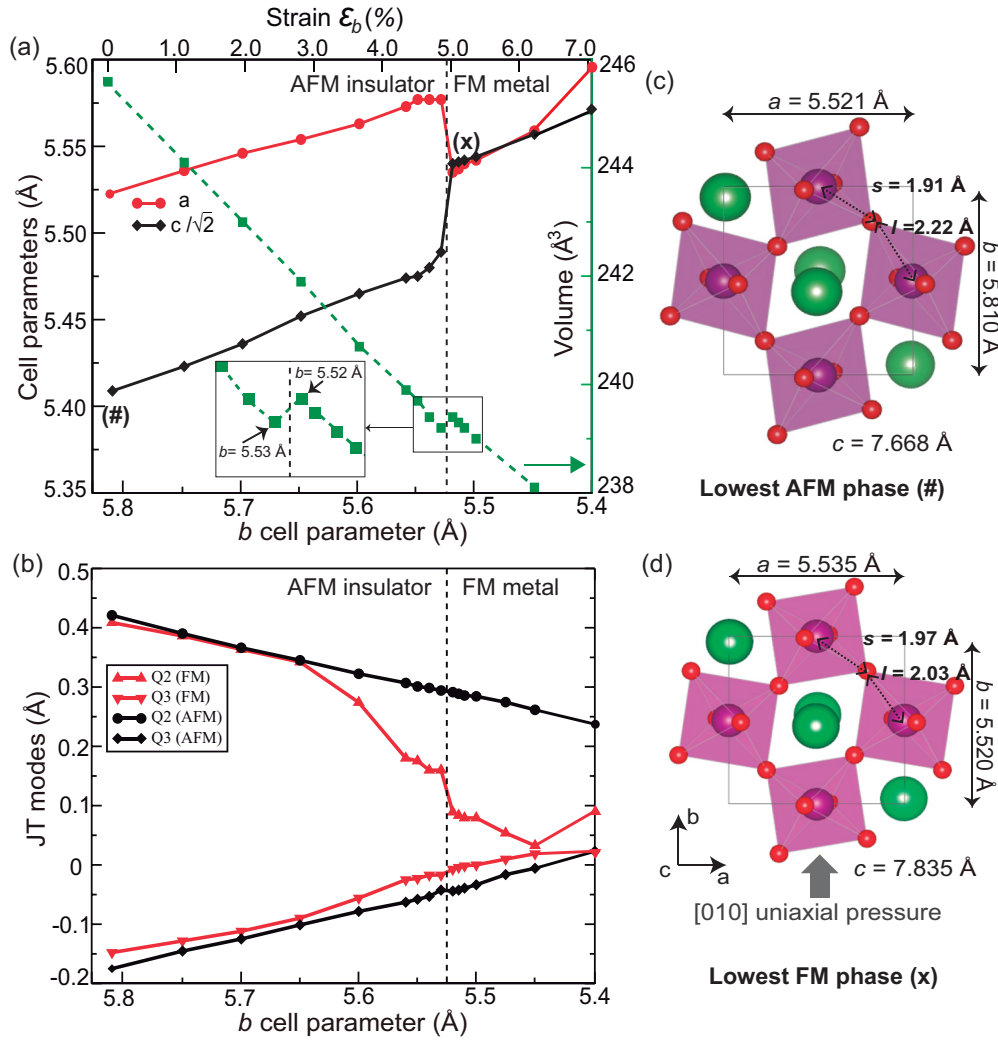 Strain ε_b (%)
(a)
0 1.0 2.0 3.0 4.0 5.0 6.0 7.0
5.60
5.55
5.50
5.45
5.40
5.35
Cell parameters (Å)
AFM insulator
FM metal
(x)
a
c /√2
(#)
b= 5.52 Å
b= 5.53 Å
246
244
242
240
238
Volume (Å³)
5.8 5.7 5.6 5.5 5.4
b cell parameter (Å)
(c)
a = 5.521 Å
s = 1.91 Å
l =2.22 Å
b = 5.810 Å
c = 7.668 Å
Lowest AFM phase (#)
(b)
0.5
0.4
0.3
0.2
0.1
0
-0.1
-0.2
JT modes (Å)
AFM insulator
FM metal
Q2 (FM)
Q3 (FM)
Q2 (AFM)
Q3 (AFM)
5.8 5.7 5.6 5.5 5.4
b cell parameter (Å)
(d)
a = 5.535 Å
s = 1.97 Å
l = 2.03 Å
b = 5.520 Å
b
c a
c = 7.835 Å
[010] uniaxial pressure
Lowest FM phase (x)